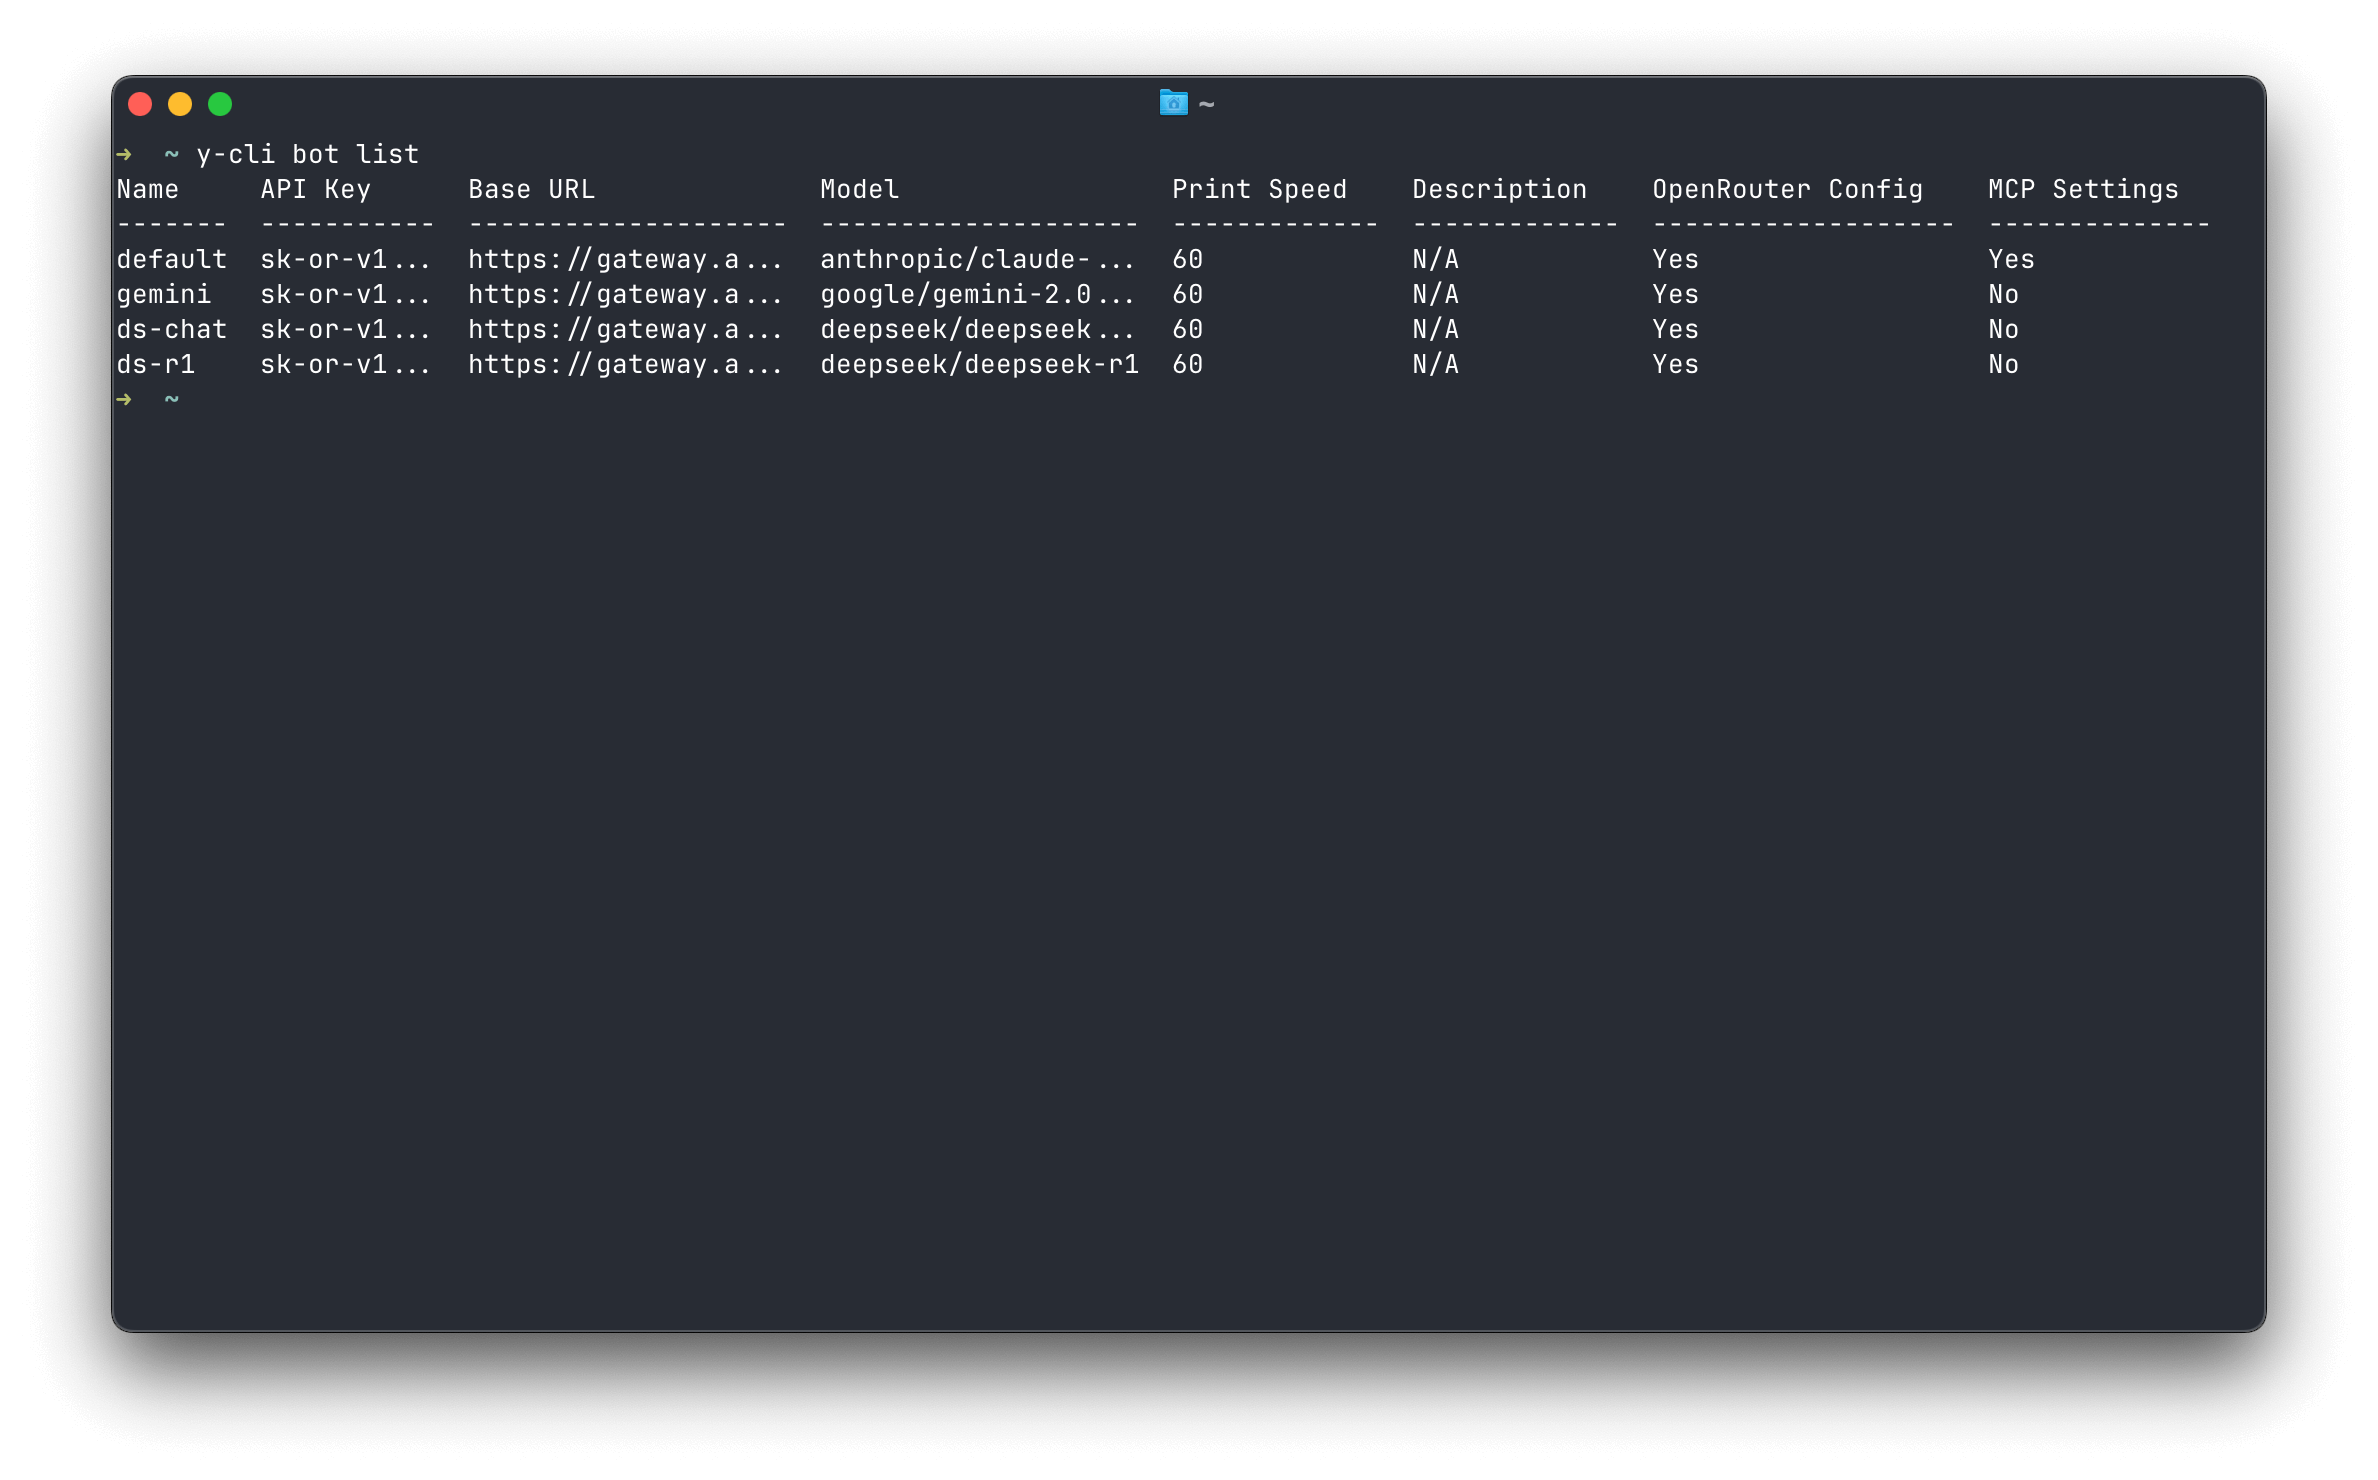 ~
➜  ~ y-cli bot list
Name     API Key      Base URL              Model                 Print Speed    Description    OpenRouter Config    MCP Settings
-------  -----------  --------------------  --------------------  -------------  -------------  -------------------  --------------
default  sk-or-v1...  https://gateway.a...  anthropic/claude-...  60             N/A            Yes                  Yes
gemini   sk-or-v1...  https://gateway.a...  google/gemini-2.0...  60             N/A            Yes                  No
ds-chat  sk-or-v1...  https://gateway.a...  deepseek/deepseek...  60             N/A            Yes                  No
ds-r1    sk-or-v1...  https://gateway.a...  deepseek/deepseek-r1  60             N/A            Yes                  No
➜  ~